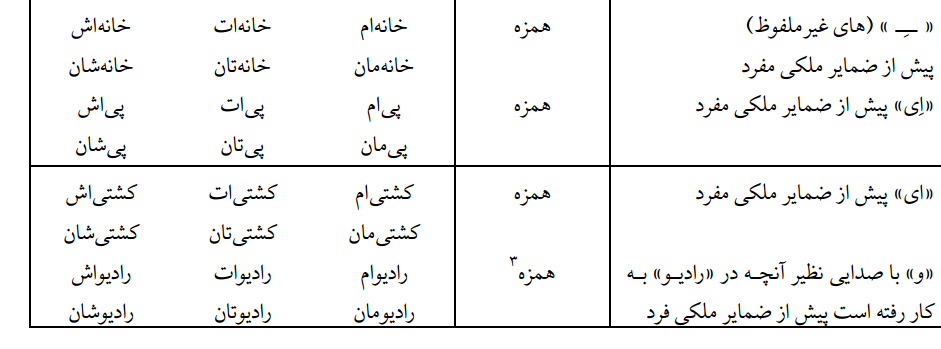 « ـــِـ » (های غیرملفوظ) همزه خانه‌ام خانه‌ات خانه‌اش
پیش از ضمایر ملکی مفرد خانه‌مان خانه‌تان خانه‌شان
«اِی» پیش از ضمایر ملکی مفرد همزه پی‌ام پی‌ات پی‌اش
پی‌مان پی‌تان پی‌شان
«ای» پیش از ضمایر ملکی مفرد همزه کشتی‌ام کشتی‌ات کشتی‌اش
کشتی‌مان کشتی‌تان کشتی‌شان
«و» با صدایی نظیر آنچه در «رادیو» به همزه۳ رادیوام رادیوات رادیواش
کار رفته است پیش از ضمایر ملکی فرد رادیومان رادیوتان رادیوشان